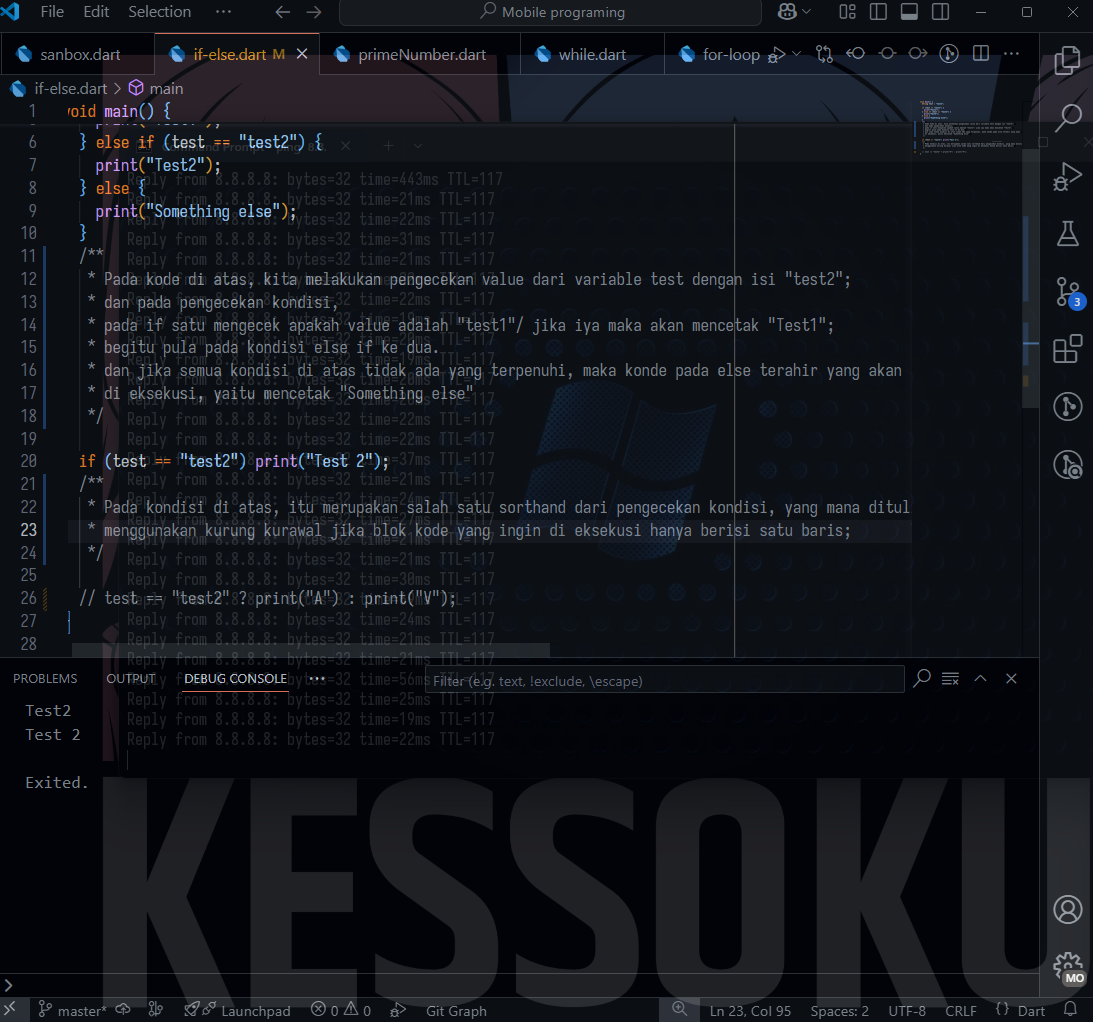 File Edit Selection ··· Mobile programing
sanbox.dart if-else.dart M primeNumber.dart while.dart for-loop
if-else.dart > main
1 void main() {
6 } else if (test == "test2") {
7 print("Test2");
8 } else {
9 print("Something else");
10 }
11 /**
12 * Pada kode di atas, kita melakukan pengecekan value dari variable test dengan isi "test2";
13 * dan pada pengecekan kondisi,
14 * pada if satu mengecek apakah value adalah "test1"/ jika iya maka akan mencetak "Test1";
15 * begitu pula pada kondisi else if ke dua.
16 * dan jika semua kondisi di atas tidak ada yang terpenuhi, maka konde pada else terahir yang akan
17 * di eksekusi, yaitu mencetak "Something else"
18 */
19
20 if (test == "test2") print("Test 2");
21 /**
22 * Pada kondisi di atas, itu merupakan salah satu sorthand dari pengecekan kondisi, yang mana ditul
23 * menggunakan kurung kurawal jika blok kode yang ingin di eksekusi hanya berisi satu baris;
24 */
25
26 // test == "test2" ? print("A") : print("V");
27 }
28
Reply from 8.8.8.8: bytes=32 time=443ms TTL=117
Reply from 8.8.8.8: bytes=32 time=21ms TTL=117
Reply from 8.8.8.8: bytes=32 time=22ms TTL=117
Reply from 8.8.8.8: bytes=32 time=31ms TTL=117
Reply from 8.8.8.8: bytes=32 time=21ms TTL=117
Reply from 8.8.8.8: bytes=32 time=22ms TTL=117
Reply from 8.8.8.8: bytes=32 time=22ms TTL=117
Reply from 8.8.8.8: bytes=32 time=37ms TTL=117
Reply from 8.8.8.8: bytes=32 time=21ms TTL=117
Reply from 8.8.8.8: bytes=32 time=21ms TTL=117
Reply from 8.8.8.8: bytes=32 time=30ms TTL=117
Reply from 8.8.8.8: bytes=32 time=24ms TTL=117
Reply from 8.8.8.8: bytes=32 time=21ms TTL=117
Reply from 8.8.8.8: bytes=32 time=21ms TTL=117
PROBLEMS OUTPUT DEBUG CONSOLE ··· Filter (e.g. text, !exclude, \escape)
Reply from 8.8.8.8: bytes=32 time=56ms TTL=117
Reply from 8.8.8.8: bytes=32 time=25ms TTL=117
Reply from 8.8.8.8: bytes=32 time=19ms TTL=117
Reply from 8.8.8.8: bytes=32 time=22ms TTL=117
Test2
Test 2
Exited.
KESSOKU
3
MO
master* Launchpad 0 0 Git Graph Ln 23, Col 95 Spaces: 2 UTF-8 CRLF {} Dart